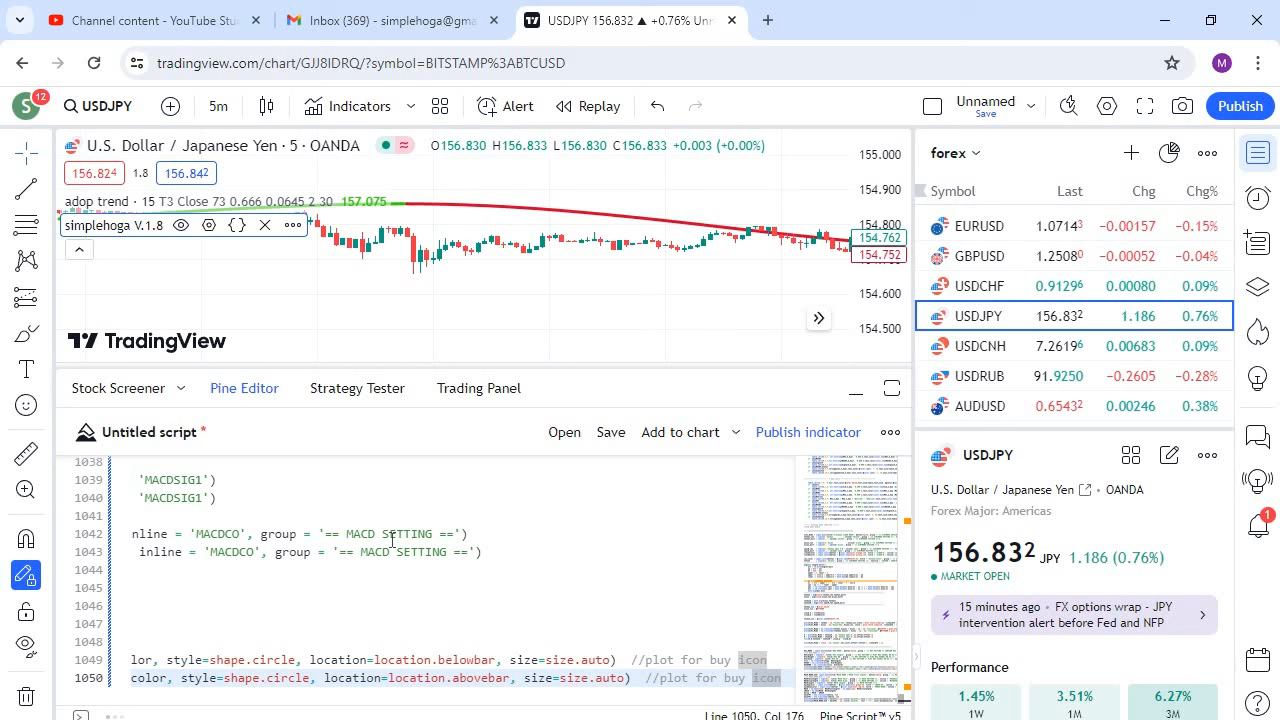 Channel content - YouTube Stu
Inbox (369) - simplehoga@gma
USDJPY 156.832 ▲ +0.76% Unn
tradingview.com/chart/GJJ8IDRQ/?symbol=BITSTAMP%3ABTCUSD
M
S
12
USDJPY
5m
Indicators
Alert
Replay
Unnamed
Save
Publish
U.S. Dollar / Japanese Yen · 5 · OANDA
O156.830 H156.833 L156.830 C156.833 +0.003 (+0.00%)
156.824 1.8 156.842
adop trend · 15 T3 Close 73 0.666 0.0645 2 30 157.075
simplehoga V.1.8
155.000
154.900
154.800
154.762
154.752
154.600
154.500
TradingView
Stock Screener
Pine Editor
Strategy Tester
Trading Panel
Untitled script *
Open
Save
Add to chart
Publish indicator
1038
1039 'MACDSIG1')
1040 'MACDSIG1')
1041
1042 nline = 'MACDCO', group = '== MACD SETTING ==')
1043 = 'MACDCO', group = '== MACD SETTING ==')
1044
1045
1046
1047
1048
1049 e=shape.circle, location=location.belowbar, size=size.auto) //plot for buy icon
1050 , style=shape.circle, location=location.abovebar, size=size.auto) //plot for buy icon
Line 1050, Col 176 Pine Script™ v5
forex
Symbol Last Chg Chg%
EURUSD 1.07143 −0.00157 −0.15%
GBPUSD 1.25080 −0.00052 −0.04%
USDCHF 0.91296 0.00080 0.09%
USDJPY 156.832 1.186 0.76%
USDCNH 7.26196 0.00683 0.09%
USDRUB 91.9250 −0.2605 −0.28%
AUDUSD 0.65432 0.00246 0.38%
USDJPY
U.S. Dollar / Japanese Yen • OANDA
Forex Major: Americas
156.832 JPY 1.186 (0.76%)
MARKET OPEN
15 minutes ago • FX options wrap - JPY
intervention alert before Fed and NFP
Performance
1.45% 3.51% 6.27%
1W 1M 3M
1